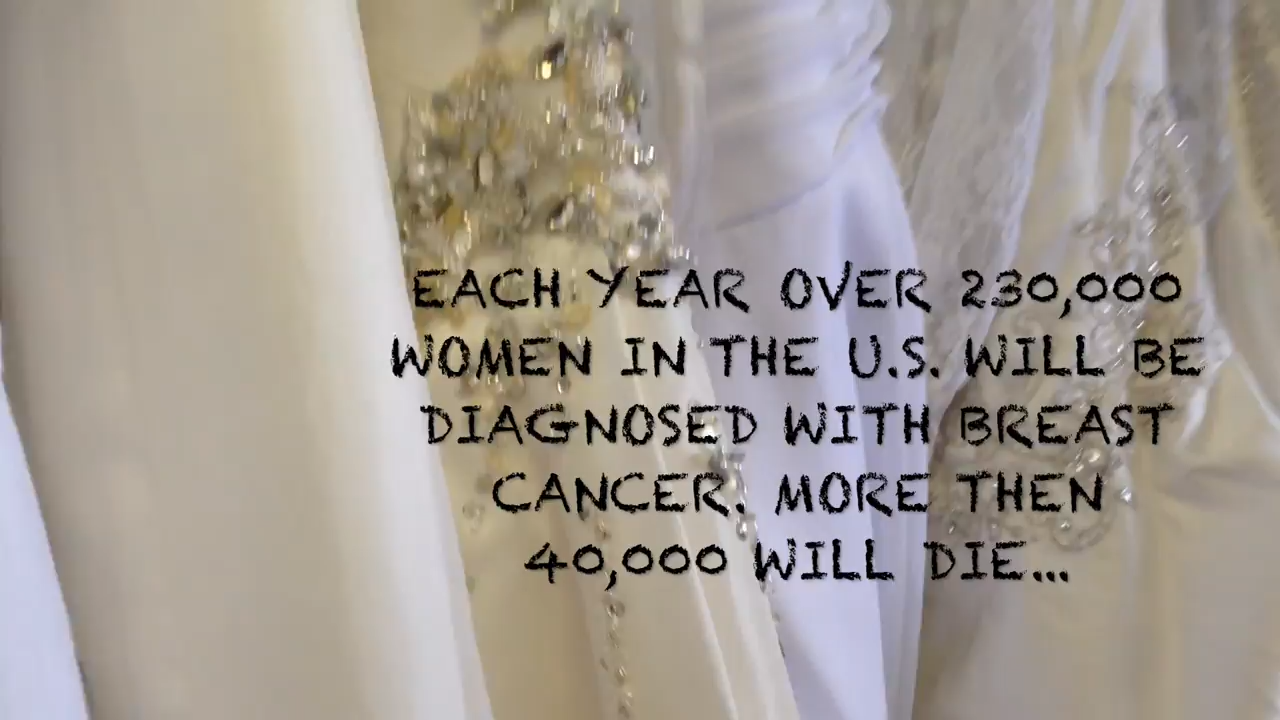 EACH YEAR OVER 230,000
WOMEN IN THE U.S. WILL BE
DIAGNOSED WITH BREAST
CANCER. MORE THEN
40,000 WILL DIE...